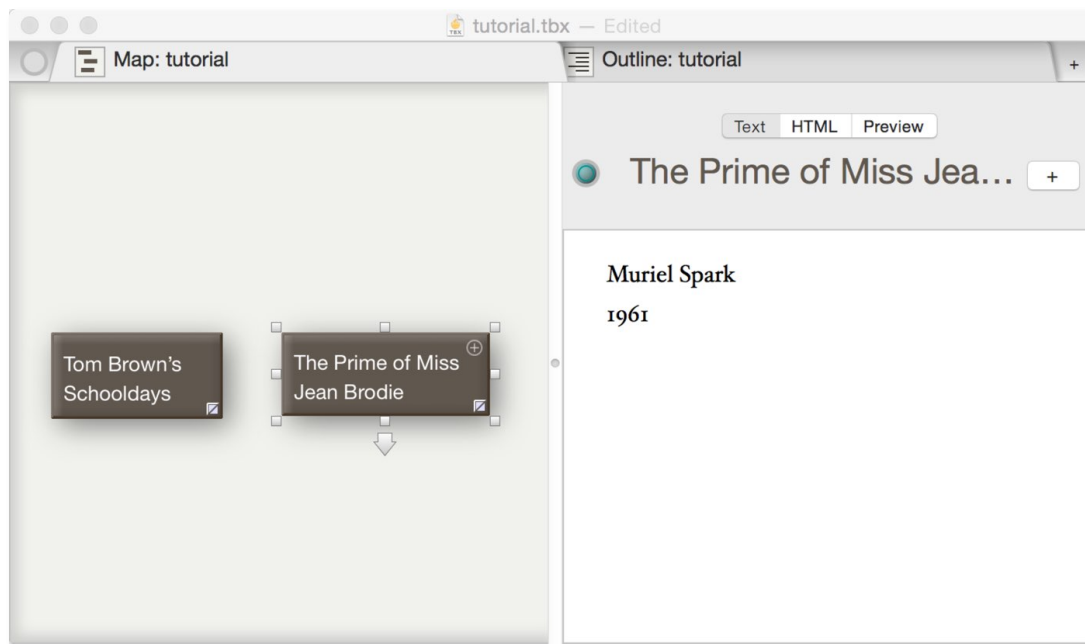 tutorial.tbx — Edited
Map: tutorial
Outline: tutorial
+
Text HTML Preview
The Prime of Miss Jea... +
Muriel Spark
1961
Tom Brown's
Schooldays
The Prime of Miss
Jean Brodie